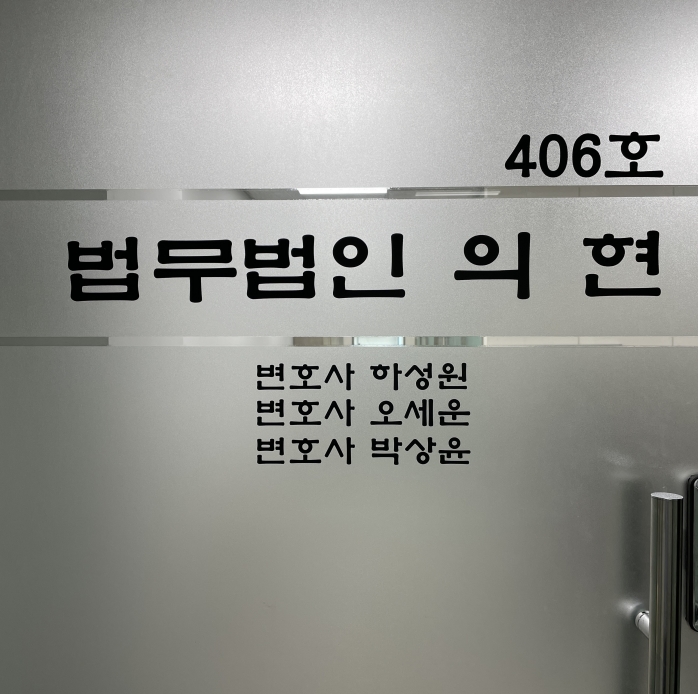 406호
법무법인 의 현
변호사 하성원
변호사 오세운
변호사 박상윤